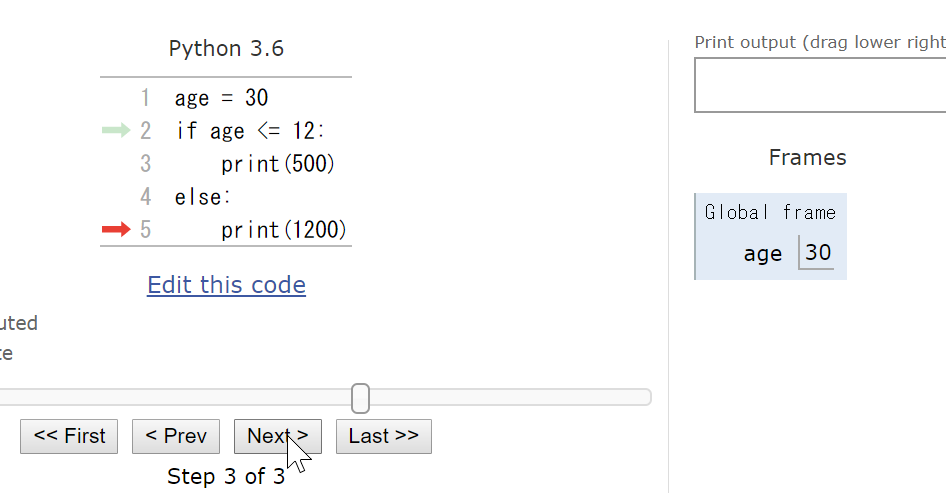 Python 3.6
1 age = 30
2 if age <= 12:
3 print(500)
4 else:
5 print(1200)
Edit this code
uted
e
<< First
< Prev
Next >
Last >>
Step 3 of 3
Print output (drag lower right
Frames
Global frame
age 30